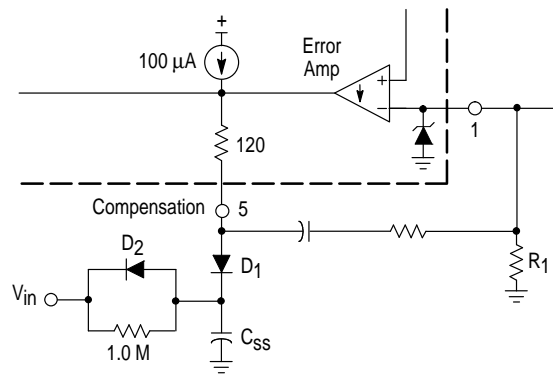 +
100 µA
Error
Amp
+
−
1
120
Compensation
5
D2
D1
R1
Vin
1.0 M
Css